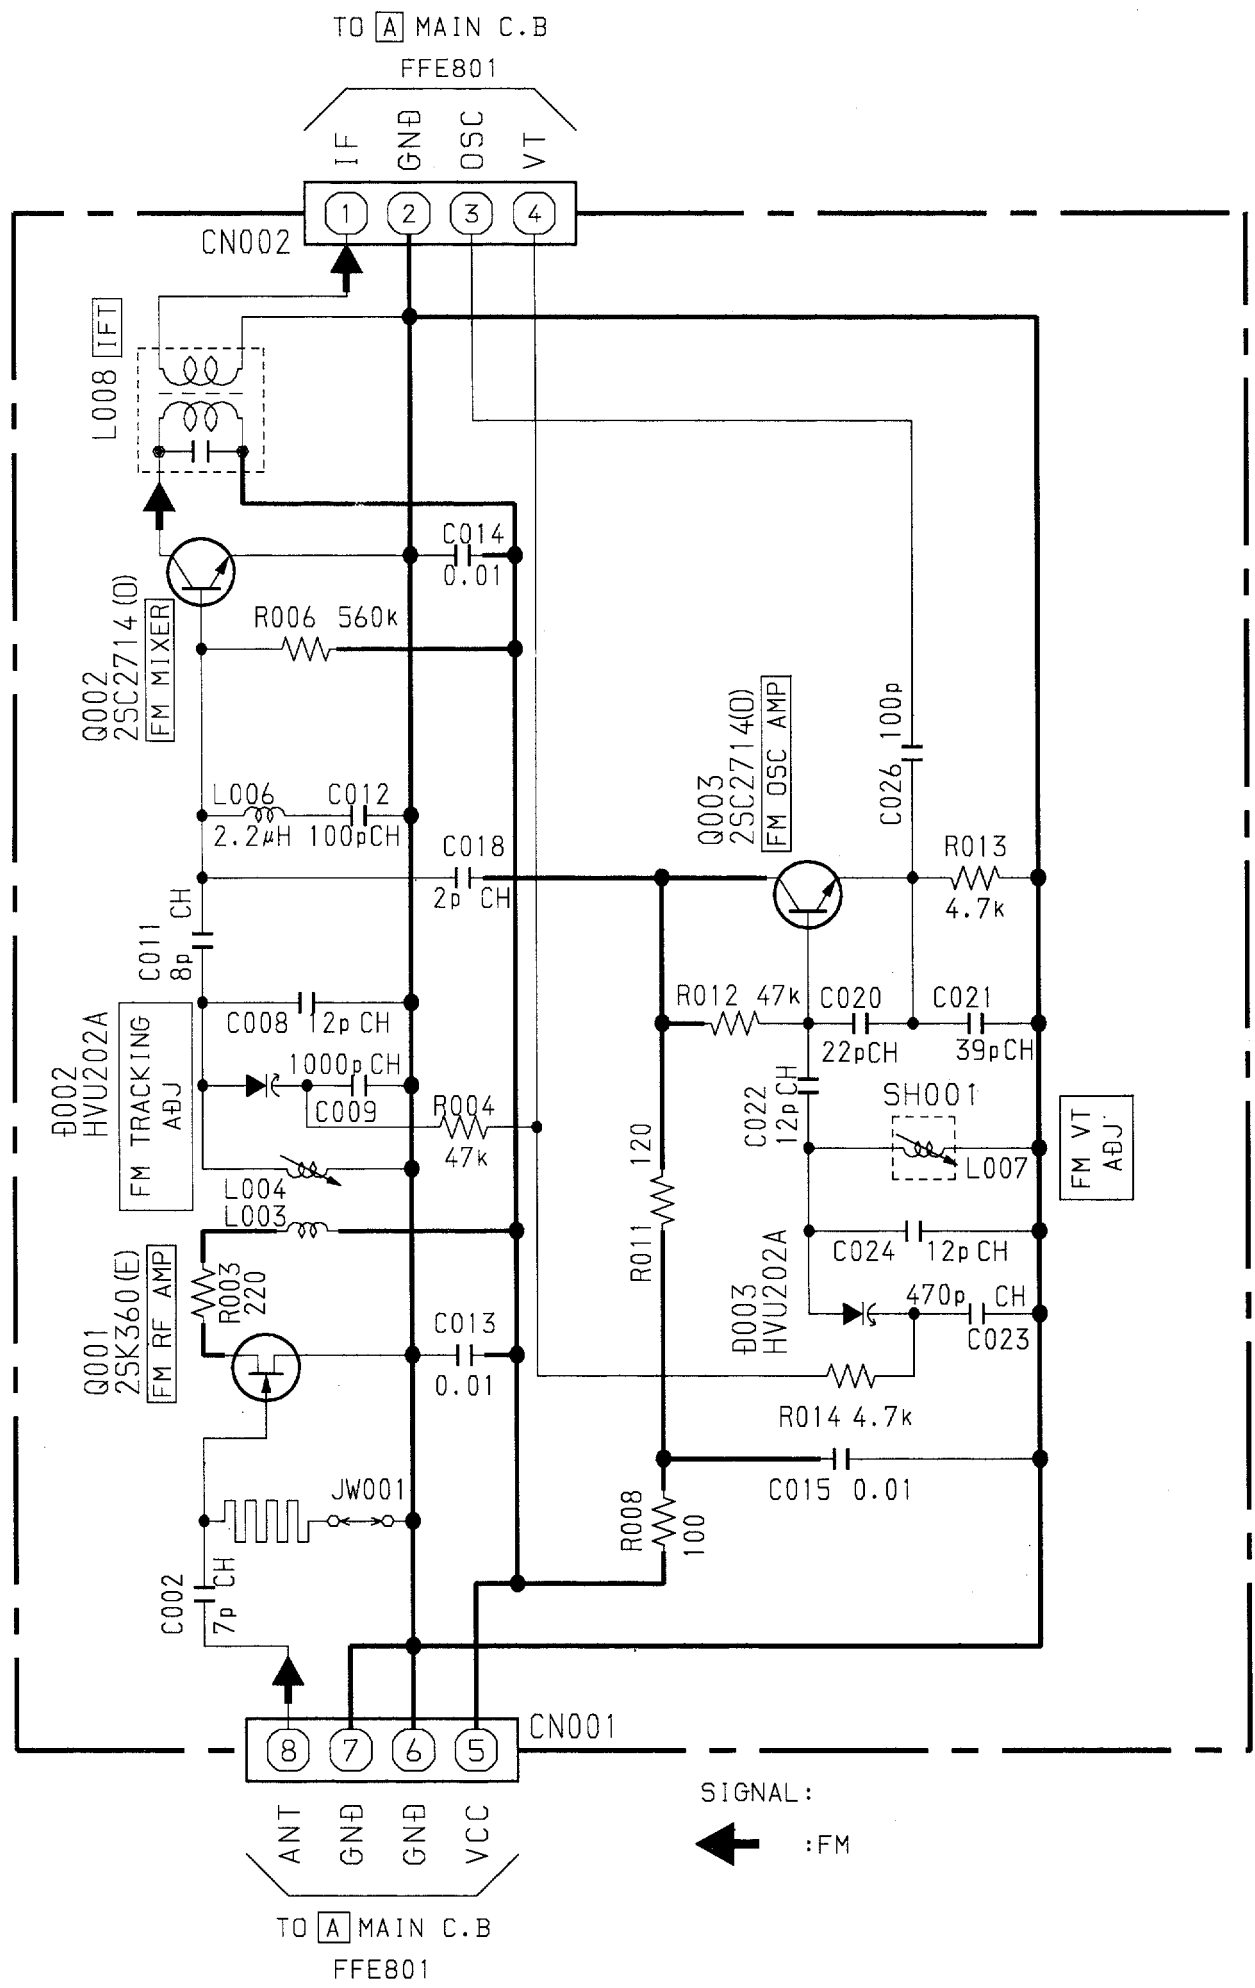 TO A MAIN C.B
FFE801
IF
GND
OSC
VT
1
2
3
4
CN002
L008 IFT
C014
0.01
R006 560k
Q002
2SC2714(O)
FM MIXER
L006
2.2μH
C012
100pCH
C018
2p CH
Q003
2SC2714(O)
FM OSC AMP
C026 100p
R013
4.7k
C011
8p CH
R012 47k
C020
22pCH
C021
39pCH
C008 12p CH
1000p CH
C009
D002
HVU202A
FM TRACKING
ADJ
R004
47k
C022
12p CH
SH001
L007
FM VT
ADJ
L004
L003
R011 120
C024 12p CH
R003
220
Q001
2SK360(E)
FM RF AMP
D003
HVU202A
470p CH
C023
C013
0.01
R014 4.7k
C015 0.01
JW001
R008
100
C002
7p CH
CN001
8
7
6
5
ANT
GND
GND
VCC
SIGNAL:
:FM
TO A MAIN C.B
FFE801